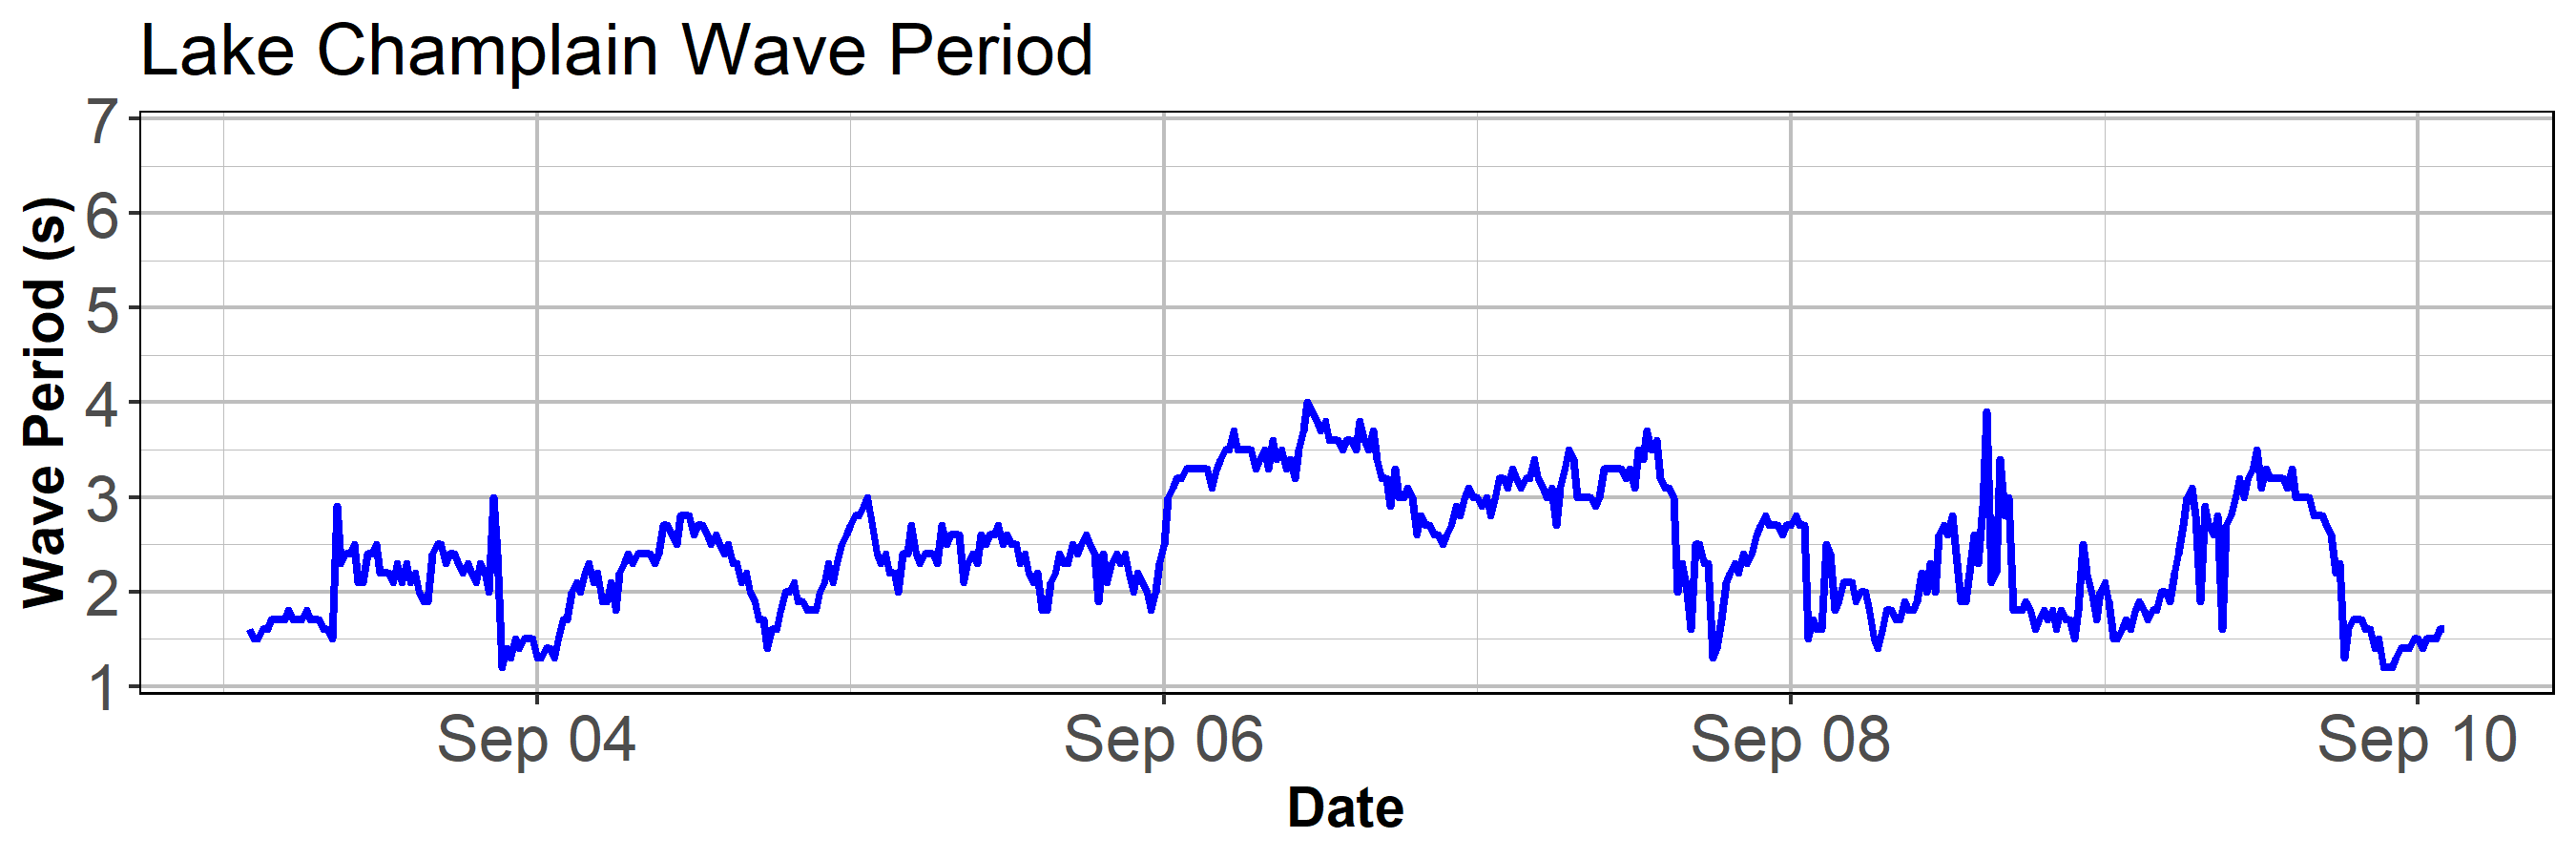 Lake Champlain Wave Period
Wave Period (s)
7
6
5
4
3
2
1
Sep 04
Sep 06
Sep 08
Sep 10
Date